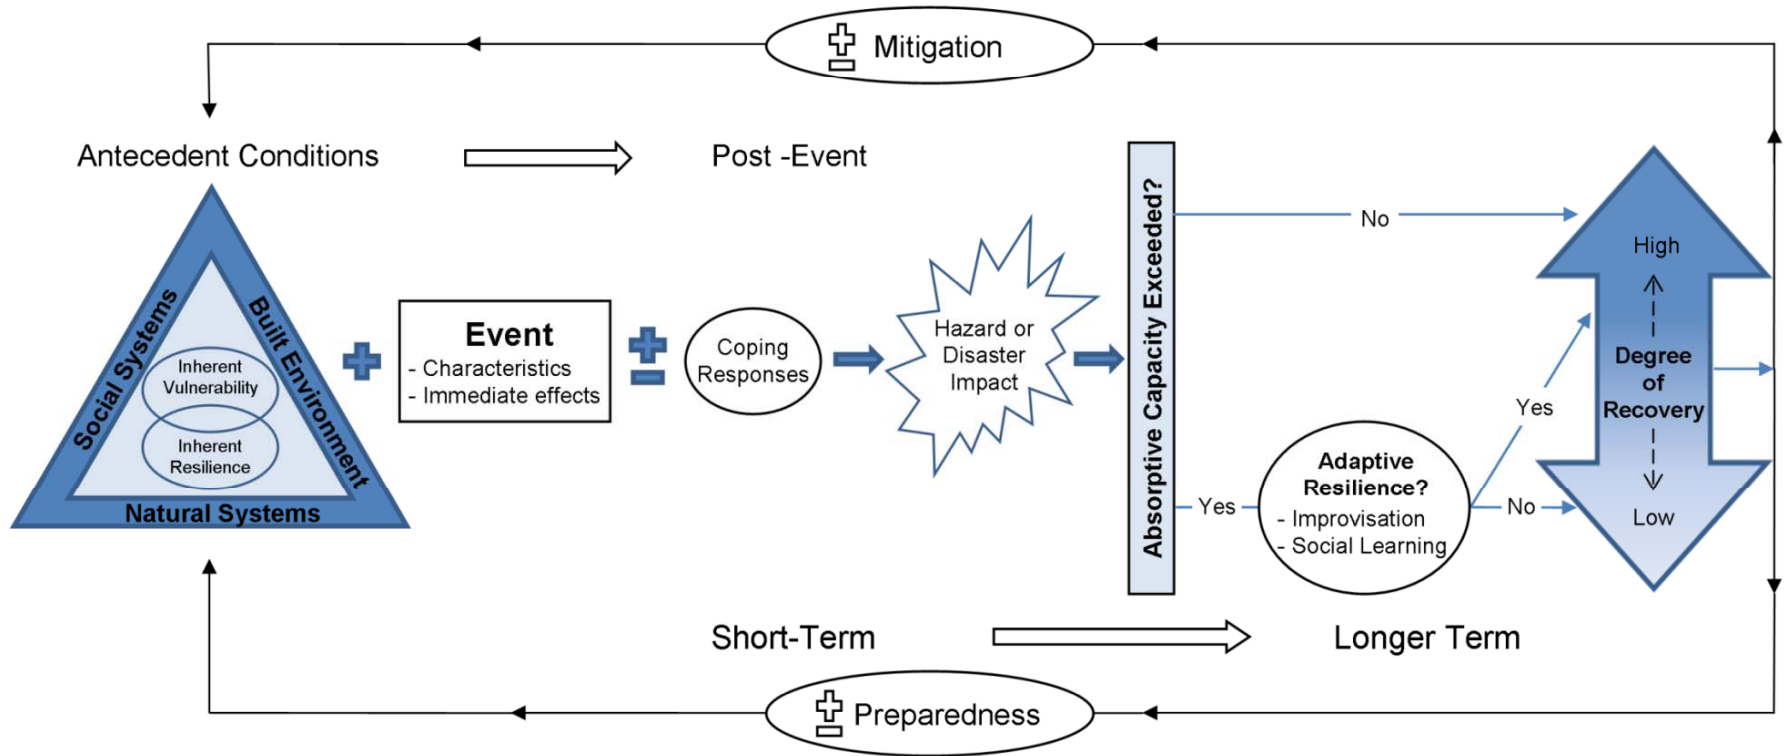 Mitigation
Antecedent Conditions
Post -Event
Social Systems
Built Environment
Natural Systems
Inherent
Vulnerability
Inherent
Resilience
Event
- Characteristics
- Immediate effects
Coping
Responses
Hazard or
Disaster
Impact
Absorptive Capacity Exceeded?
No
Yes
Adaptive
Resilience?
- Improvisation
- Social Learning
Yes
No
High
Degree
of
Recovery
Low
Short-Term
Longer Term
Preparedness